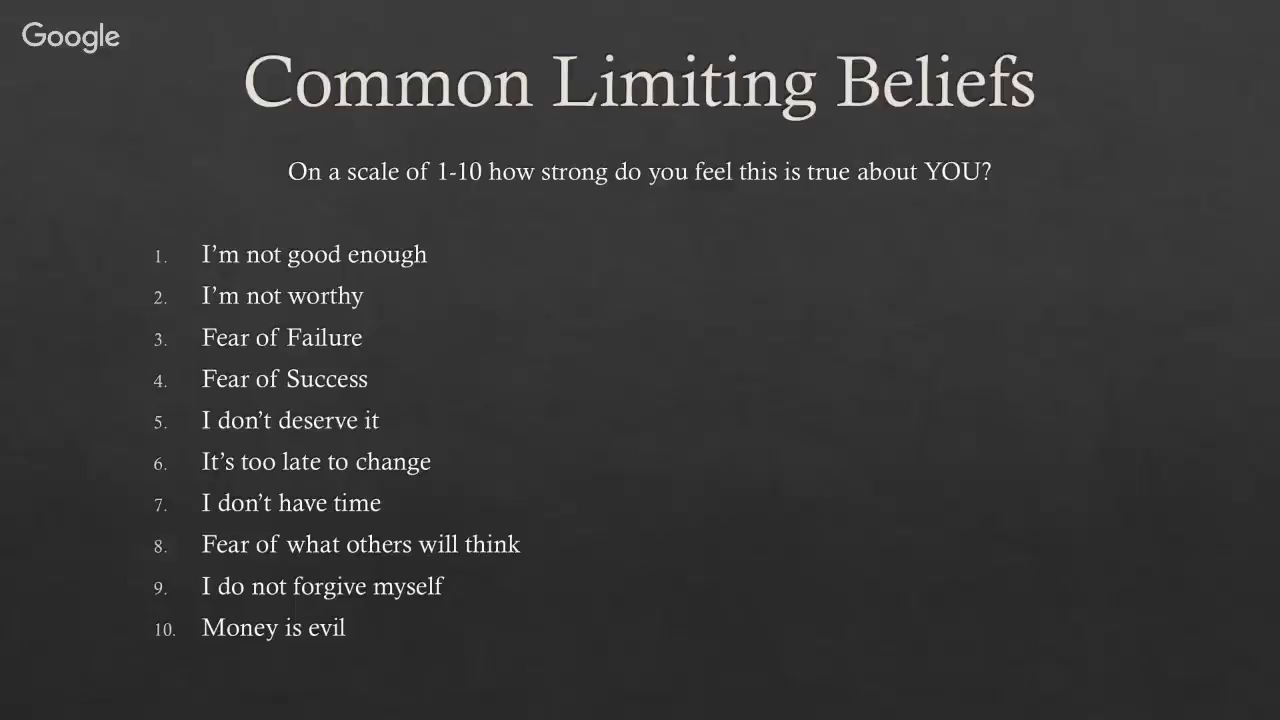 Google
Common Limiting Beliefs
On a scale of 1-10 how strong do you feel this is true about YOU?
1. I'm not good enough
2. I'm not worthy
3. Fear of Failure
4. Fear of Success
5. I don't deserve it
6. It's too late to change
7. I don't have time
8. Fear of what others will think
9. I do not forgive myself
10. Money is evil